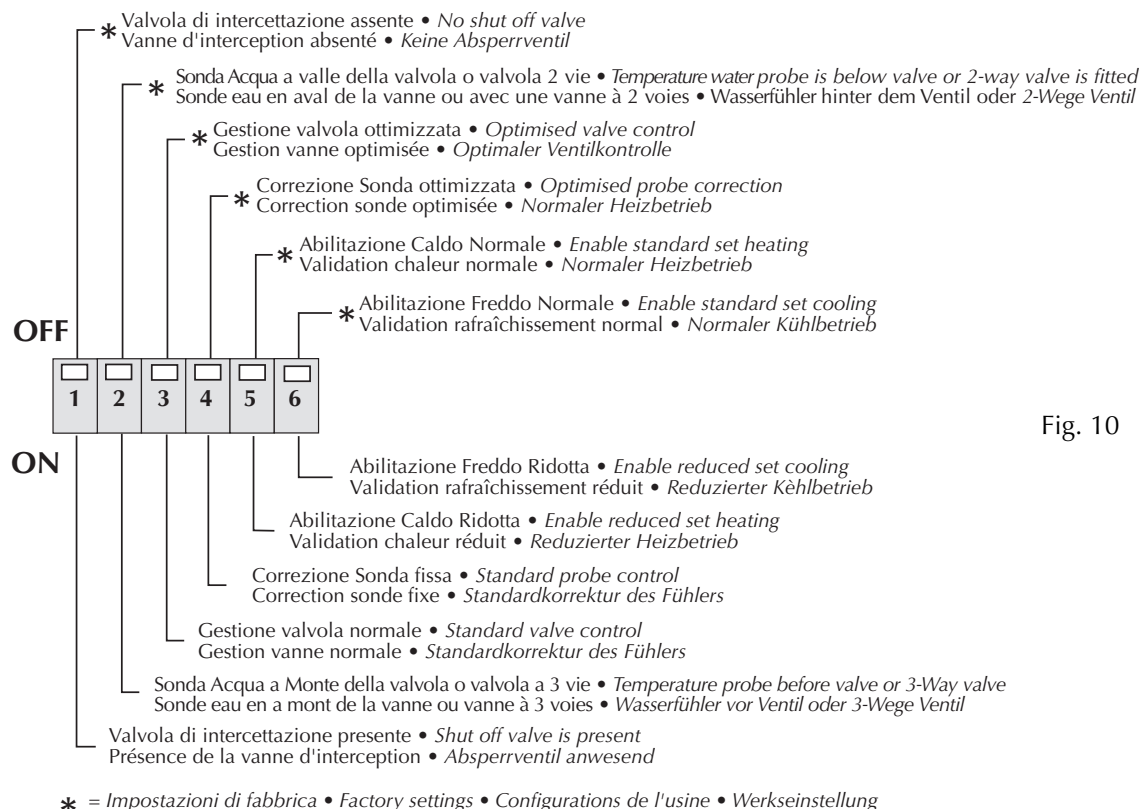 * Valvola di intercettazione assente • No shut off valve
Vanne d'interception absenté • Keine Absperrventil
* Sonda Acqua a valle della valvola o valvola 2 vie • Temperature water probe is below valve or 2-way valve is fitted
Sonde eau en aval de la vanne ou avec une vanne à 2 voies • Wasserfühler hinter dem Ventil oder 2-Wege Ventil
* Gestione valvola ottimizzata • Optimised valve control
Gestion vanne optimisée • Optimaler Ventilkontrolle
* Correzione Sonda ottimizzata • Optimised probe correction
Correction sonde optimisée • Normaler Heizbetrieb
* Abilitazione Caldo Normale • Enable standard set heating
Validation chaleur normale • Normaler Heizbetrieb
* Abilitazione Freddo Normale • Enable standard set cooling
Validation rafraîchissement normal • Normaler Kühlbetrieb
OFF
1 2 3 4 5 6
Fig. 10
ON
Abilitazione Freddo Ridotta • Enable reduced set cooling
Validation rafraîchissement réduit • Reduzierter Kèhlbetrieb
Abilitazione Caldo Ridotta • Enable reduced set heating
Validation chaleur réduit • Reduzierter Heizbetrieb
Correzione Sonda fissa • Standard probe control
Correction sonde fixe • Standardkorrektur des Fühlers
Gestione valvola normale • Standard valve control
Gestion vanne normale • Standardkorrektur des Fühlers
Sonda Acqua a Monte della valvola o valvola a 3 vie • Temperature probe before valve or 3-Way valve
Sonde eau en a mont de la vanne ou vanne à 3 voies • Wasserfühler vor Ventil oder 3-Wege Ventil
Valvola di intercettazione presente • Shut off valve is present
Présence de la vanne d'interception • Absperrventil anwesend
* = Impostazioni di fabbrica • Factory settings • Configurations de l'usine • Werkseinstellung